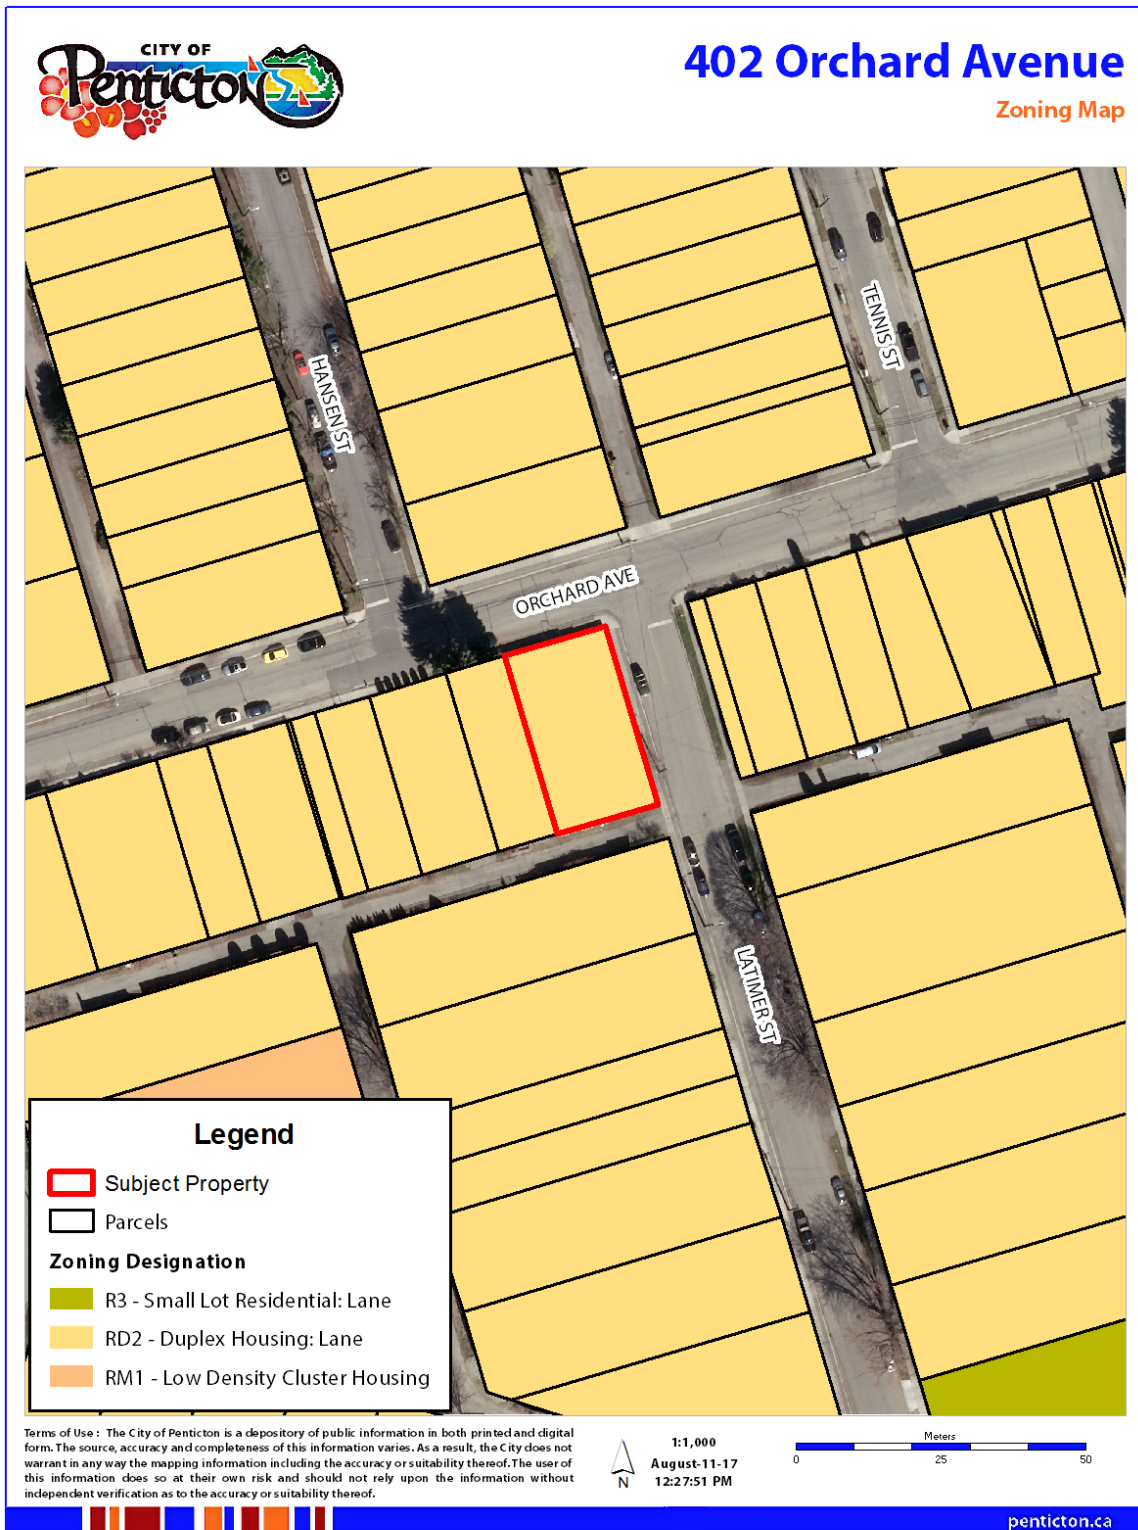 CITY OF
Penticton
402 Orchard Avenue
Zoning Map
TENNIS ST
HANSEN ST
ORCHARD AVE
LATIMER ST
Legend
Subject Property
Parcels
Zoning Designation
R3 - Small Lot Residential: Lane
RD2 - Duplex Housing: Lane
RM1 - Low Density Cluster Housing
Terms of Use : The City of Penticton is a depository of public information in both printed and digital
form. The source, accuracy and completeness of this information varies. As a result, the City does not
warrant in any way the mapping information including the accuracy or suitability thereof. The user of
this information does so at their own risk and should not rely upon the information without
independent verification as to the accuracy or suitability thereof.
N
1:1,000
August-11-17
12:27:51 PM
Meters
0 25 50
penticton.ca